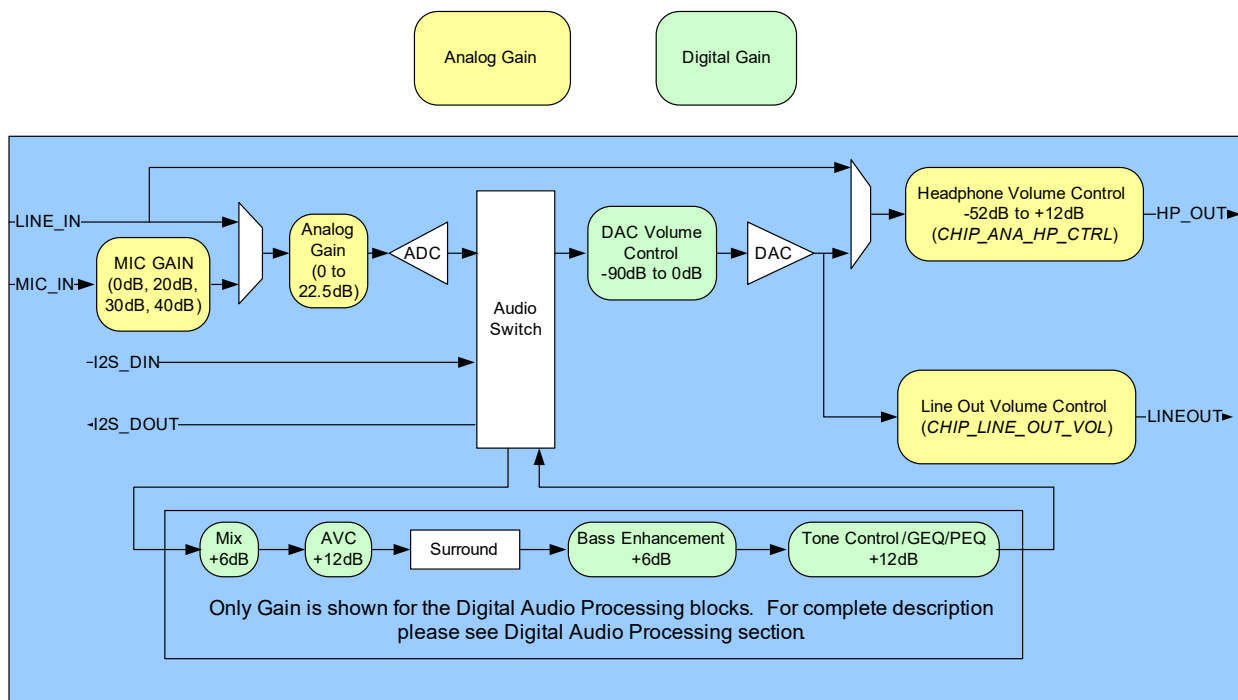 Analog Gain
Digital Gain
LINE_IN
MIC_IN
MIC GAIN
(0dB, 20dB,
30dB, 40dB)
Analog
Gain
(0 to
22.5dB)
ADC
I2S_DIN
I2S_DOUT
Audio
Switch
DAC Volume
Control
-90dB to 0dB
DAC
Headphone Volume Control
-52dB to +12dB
(CHIP_ANA_HP_CTRL)
HP_OUT
Line Out Volume Control
(CHIP_LINE_OUT_VOL)
LINEOUT
Mix
+6dB
AVC
+12dB
Surround
Bass Enhancement
+6dB
Tone Control/GEQ/PEQ
+12dB
Only Gain is shown for the Digital Audio Processing blocks. For complete description
please see Digital Audio Processing section.